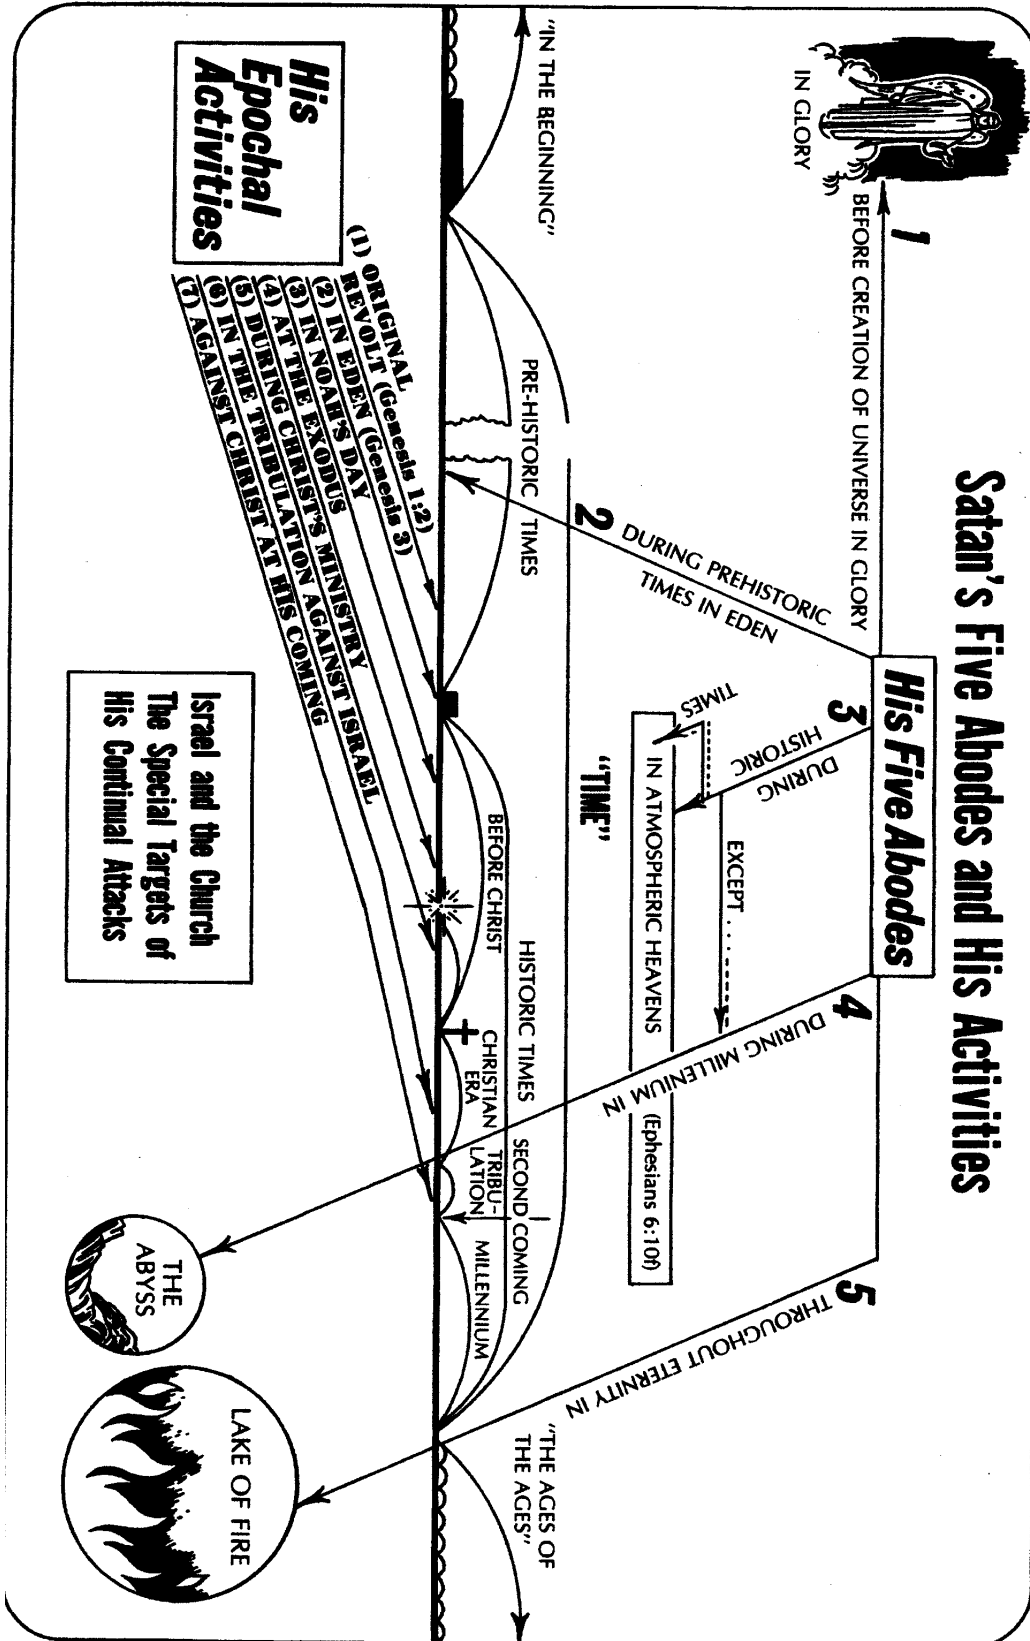 Satan's Five Abodes and His Activities
His Five Abodes
1
BEFORE CREATION OF UNIVERSE IN GLORY
IN GLORY
2
DURING PREHISTORIC
TIMES IN EDEN
3
DURING
HISTORIC
TIMES
EXCEPT . . . . .
IN ATMOSPHERIC HEAVENS (Ephesians 6:10f)
4
DURING MILLENIUM IN
5
THROUGHOUT ETERNITY IN
"TIME"
"IN THE BEGINNING"
PRE-HISTORIC TIMES
HISTORIC TIMES
BEFORE CHRIST
CHRISTIAN
ERA
TRIBU-
LATION
SECOND COMING
MILLENNIUM
"THE AGES OF
THE AGES"
His
Epochal
Activities
(1) ORIGINAL
REVOLT (Genesis 1:2)
(2) IN EDEN (Genesis 3)
(3) IN NOAH'S DAY
(4) AT THE EXODUS
(5) DURING CHRIST'S MINISTRY
(6) IN THE TRIBULATION AGAINST ISRAEL
(7) AGAINST CHRIST AT HIS COMING
Israel and the Church
The Special Targets of
His Continual Attacks
THE
ABYSS
LAKE OF FIRE